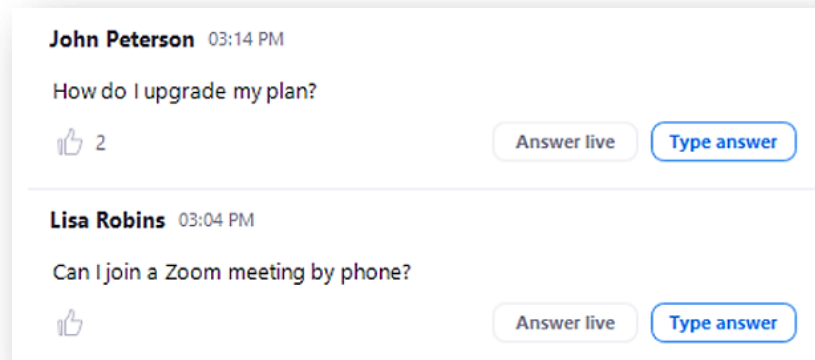 John Peterson 03:14 PM
How do I upgrade my plan?
2
Answer live Type answer
Lisa Robins 03:04 PM
Can I join a Zoom meeting by phone?
Answer live Type answer